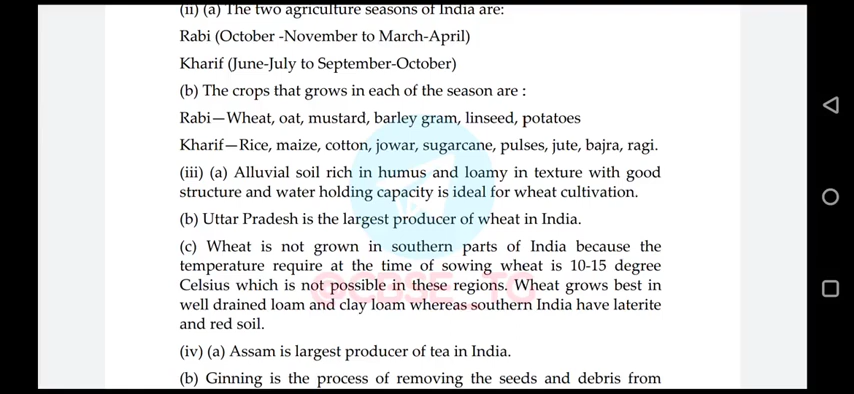 (ii) (a) The two agriculture seasons of India are:
Rabi (October -November to March-April)
Kharif (June-July to September-October)
(b) The crops that grows in each of the season are :
Rabi—Wheat, oat, mustard, barley gram, linseed, potatoes
Kharif—Rice, maize, cotton, jowar, sugarcane, pulses, jute, bajra, ragi.
(iii) (a) Alluvial soil rich in humus and loamy in texture with good
structure and water holding capacity is ideal for wheat cultivation.
(b) Uttar Pradesh is the largest producer of wheat in India.
(c) Wheat is not grown in southern parts of India because the
temperature require at the time of sowing wheat is 10-15 degree
Celsius which is not possible in these regions. Wheat grows best in
@CBSE_TG
well drained loam and clay loam whereas southern India have laterite
and red soil.
(iv) (a) Assam is largest producer of tea in India.
(b) Ginning is the process of removing the seeds and debris from